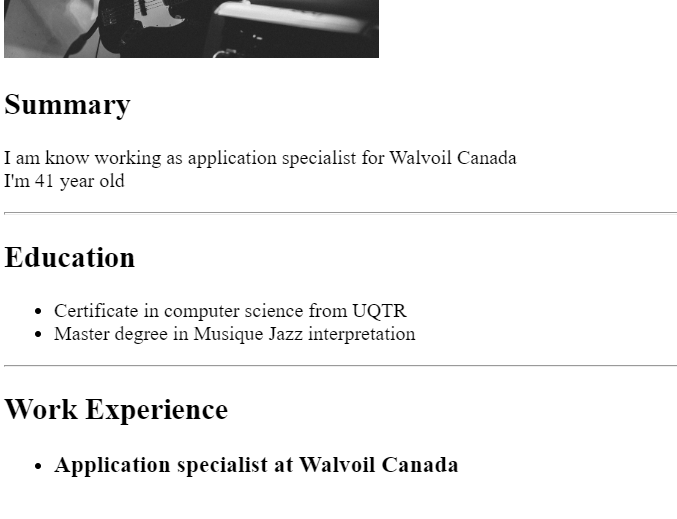 Summary
I am know working as application specialist for Walvoil Canada
I'm 41 year old
Education
Certificate in computer science from UQTR
Master degree in Musique Jazz interpretation
Work Experience
Application specialist at Walvoil Canada